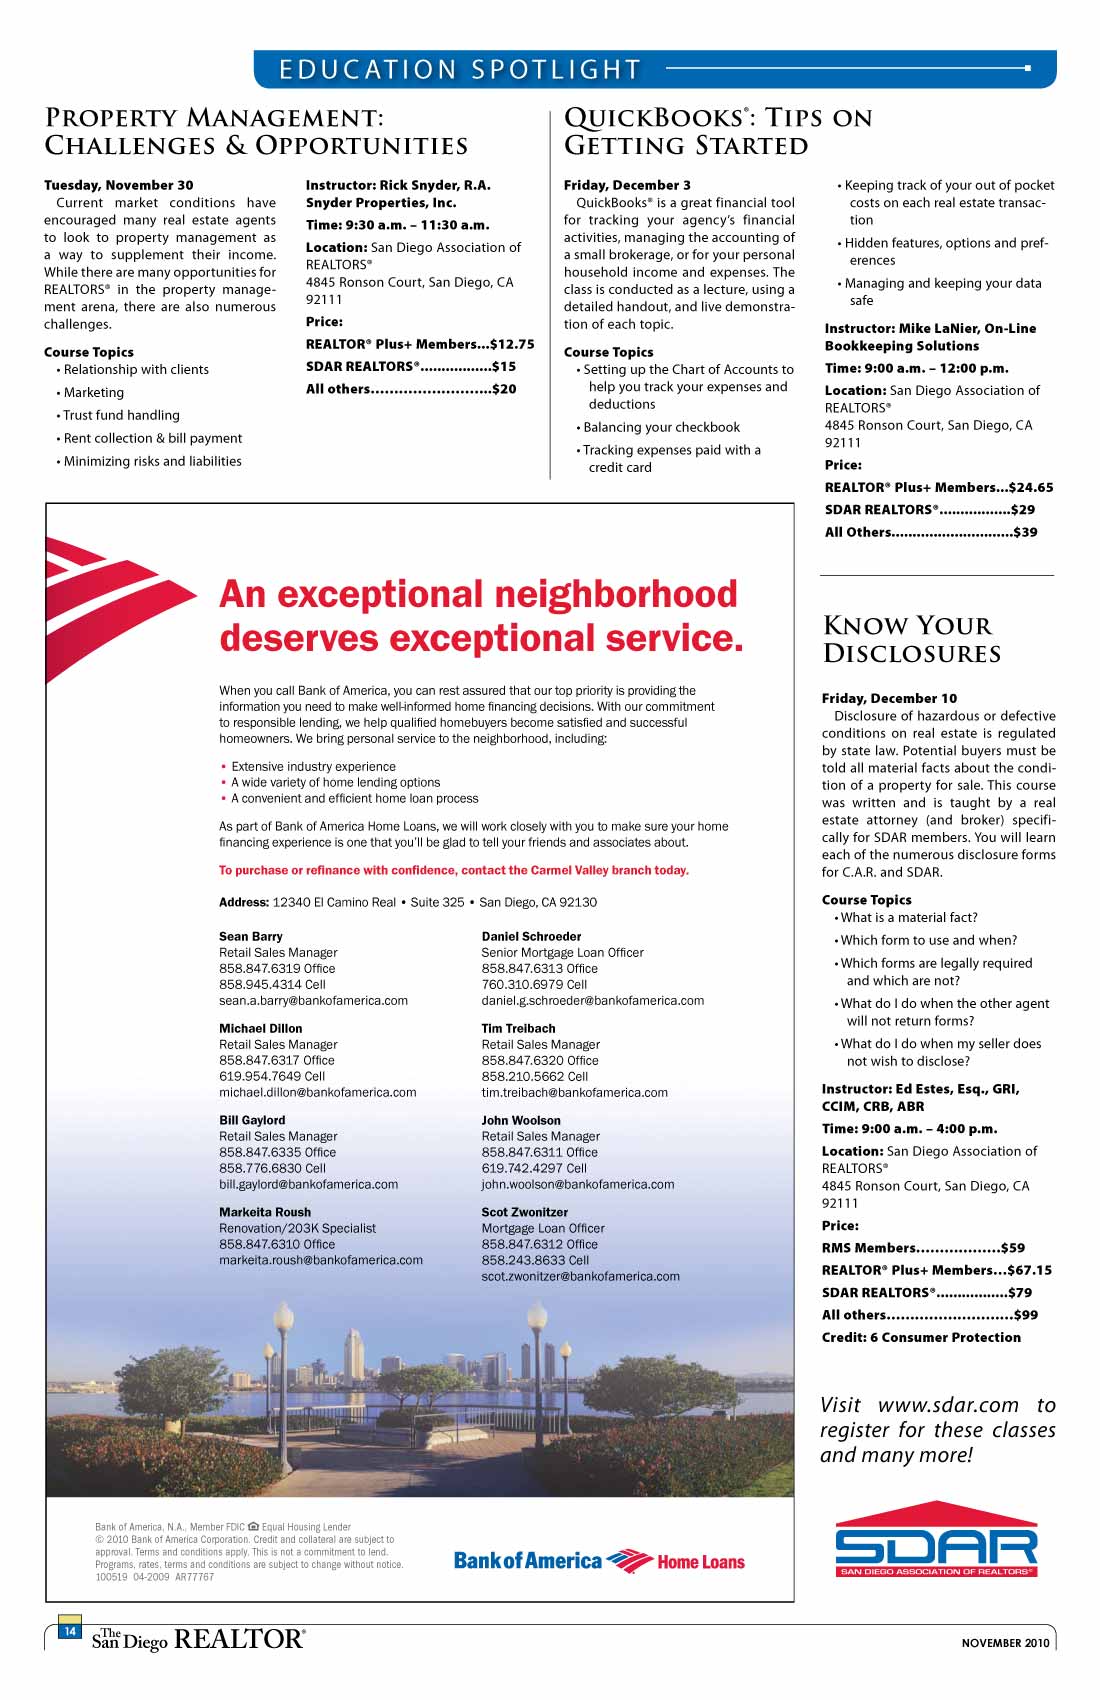 EDUCATION SPOTLIGHT
Property Management:
Challenges & Opportunities
Tuesday, November 30
Current market conditions have
encouraged many real estate agents
to look to property management as
a way to supplement their income.
While there are many opportunities for
REALTORS® in the property manage-
ment arena, there are also numerous
challenges.
Course Topics
• Relationship with clients
• Marketing
• Trust fund handling
• Rent collection & bill payment
• Minimizing risks and liabilities
Instructor: Rick Snyder, R.A.
Snyder Properties, Inc.
Time: 9:30 a.m. – 11:30 a.m.
Location: San Diego Association of
REALTORS®
4845 Ronson Court, San Diego, CA
92111
Price:
REALTOR® Plus+ Members...$12.75
SDAR REALTORS®.................$15
All others..........................$20
QuickBooks®: Tips on
Getting Started
Friday, December 3
QuickBooks® is a great financial tool
for tracking your agency's financial
activities, managing the accounting of
a small brokerage, or for your personal
household income and expenses. The
class is conducted as a lecture, using a
detailed handout, and live demonstra-
tion of each topic.
Course Topics
• Setting up the Chart of Accounts to
help you track your expenses and
deductions
• Balancing your checkbook
• Tracking expenses paid with a
credit card
• Keeping track of your out of pocket
costs on each real estate transac-
tion
• Hidden features, options and pref-
erences
• Managing and keeping your data
safe
Instructor: Mike LaNier, On-Line
Bookkeeping Solutions
Time: 9:00 a.m. – 12:00 p.m.
Location: San Diego Association of
REALTORS®
4845 Ronson Court, San Diego, CA
92111
Price:
REALTOR® Plus+ Members...$24.65
SDAR REALTORS®.................$29
All Others.............................$39
An exceptional neighborhood
deserves exceptional service.
When you call Bank of America, you can rest assured that our top priority is providing the
information you need to make well-informed home financing decisions. With our commitment
to responsible lending, we help qualified homebuyers become satisfied and successful
homeowners. We bring personal service to the neighborhood, including:
• Extensive industry experience
• A wide variety of home lending options
• A convenient and efficient home loan process
As part of Bank of America Home Loans, we will work closely with you to make sure your home
financing experience is one that you'll be glad to tell your friends and associates about.
To purchase or refinance with confidence, contact the Carmel Valley branch today.
Address: 12340 El Camino Real • Suite 325 • San Diego, CA 92130
Sean Barry
Retail Sales Manager
858.847.6319 Office
858.945.4314 Cell
sean.a.barry@bankofamerica.com
Michael Dillon
Retail Sales Manager
858.847.6317 Office
619.954.7649 Cell
michael.dillon@bankofamerica.com
Bill Gaylord
Retail Sales Manager
858.847.6335 Office
858.776.6830 Cell
bill.gaylord@bankofamerica.com
Markeita Roush
Renovation/203K Specialist
858.847.6310 Office
markeita.roush@bankofamerica.com
Daniel Schroeder
Senior Mortgage Loan Officer
858.847.6313 Office
760.310.6979 Cell
daniel.g.schroeder@bankofamerica.com
Tim Treibach
Retail Sales Manager
858.847.6320 Office
858.210.5662 Cell
tim.treibach@bankofamerica.com
John Woolson
Retail Sales Manager
858.847.6311 Office
619.742.4297 Cell
john.woolson@bankofamerica.com
Scot Zwonitzer
Mortgage Loan Officer
858.847.6312 Office
858.243.8633 Cell
scot.zwonitzer@bankofamerica.com
Bank of America, N.A., Member FDIC Equal Housing Lender
© 2010 Bank of America Corporation. Credit and collateral are subject to
approval. Terms and conditions apply. This is not a commitment to lend.
Programs, rates, terms and conditions are subject to change without notice.
100519 04-2009 AR77767
Bank of America Home Loans
Know Your
Disclosures
Friday, December 10
Disclosure of hazardous or defective
conditions on real estate is regulated
by state law. Potential buyers must be
told all material facts about the condi-
tion of a property for sale. This course
was written and is taught by a real
estate attorney (and broker) specifi-
cally for SDAR members. You will learn
each of the numerous disclosure forms
for C.A.R. and SDAR.
Course Topics
• What is a material fact?
• Which form to use and when?
• Which forms are legally required
and which are not?
• What do I do when the other agent
will not return forms?
• What do I do when my seller does
not wish to disclose?
Instructor: Ed Estes, Esq., GRI,
CCIM, CRB, ABR
Time: 9:00 a.m. – 4:00 p.m.
Location: San Diego Association of
REALTORS®
4845 Ronson Court, San Diego, CA
92111
Price:
RMS Members..................$59
REALTOR® Plus+ Members...$67.15
SDAR REALTORS®.................$79
All others...........................$99
Credit: 6 Consumer Protection
Visit www.sdar.com to
register for these classes
and many more!
SDAR
SAN DIEGO ASSOCIATION OF REALTORS®
14
The San Diego REALTOR®
NOVEMBER 2010